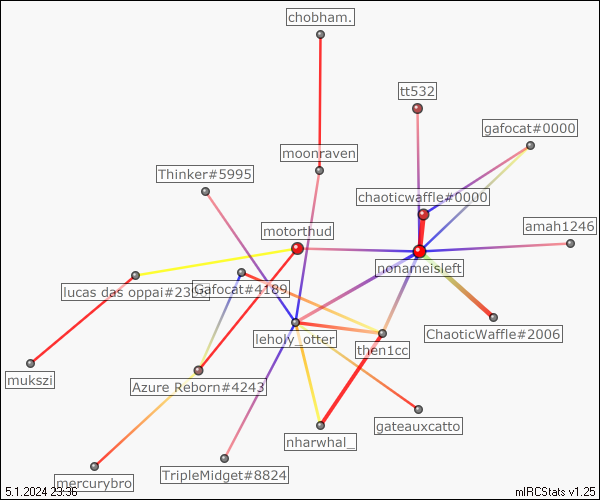 chobham.
tt532
gafocat#0000
moonraven
Thinker#5995
chaoticwaffle#0000
amah1246
motorthud
nonameisleft
lucas das oppai#23
Gafocat#4189
ChaoticWaffle#2006
leholy_otter
then1cc
mukszi
Azure Reborn#4243
gateauxcatto
nharwhal_
TripleMidget#8824
mercurybro
5.1.2024 23:36
mIRCStats v1.25